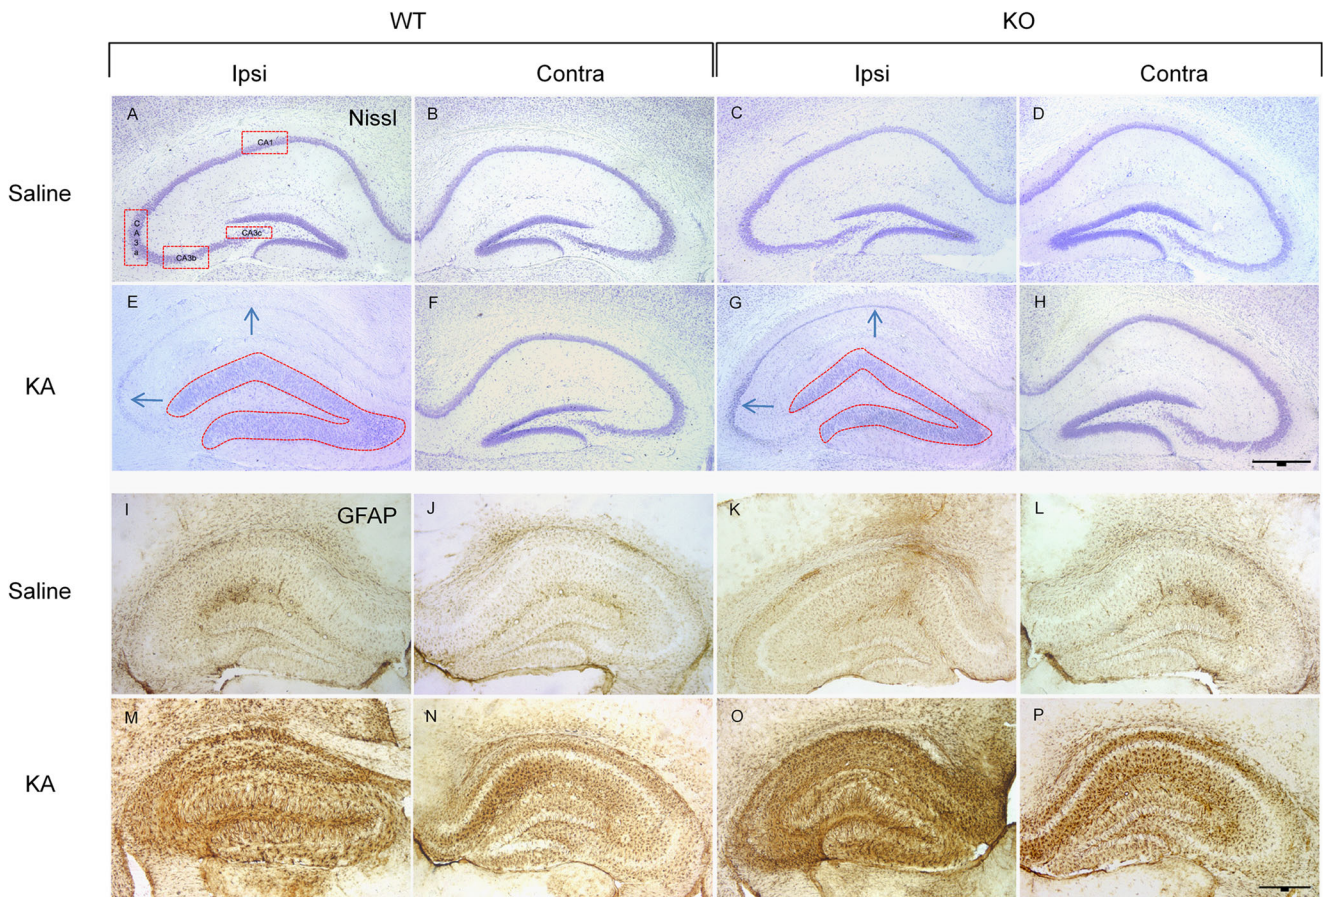 WT KO
Ipsi Contra Ipsi Contra
A Nissl B C D
CA1
Saline
CA3a
CA3c
CA3b
E F G H
KA
I GFAP J K L
Saline
M N O P
KA